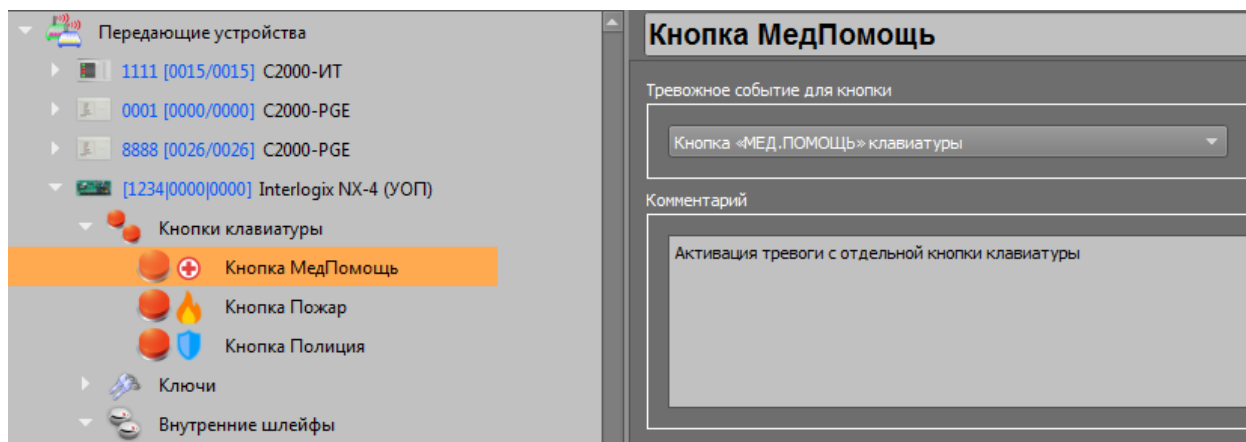 Передающие устройства
1111 [0015/0015] С2000-ИТ
0001 [0000/0000] C2000-PGE
8888 [0026/0026] C2000-PGE
[1234|0000|0000] Interlogix NX-4 (УОП)
Кнопки клавиатуры
Кнопка МедПомощь
Кнопка Пожар
Кнопка Полиция
Ключи
Внутренние шлейфы
Кнопка МедПомощь
Тревожное событие для кнопки
Кнопка «МЕД.ПОМОЩЬ» клавиатуры
Комментарий
Активация тревоги с отдельной кнопки клавиатуры